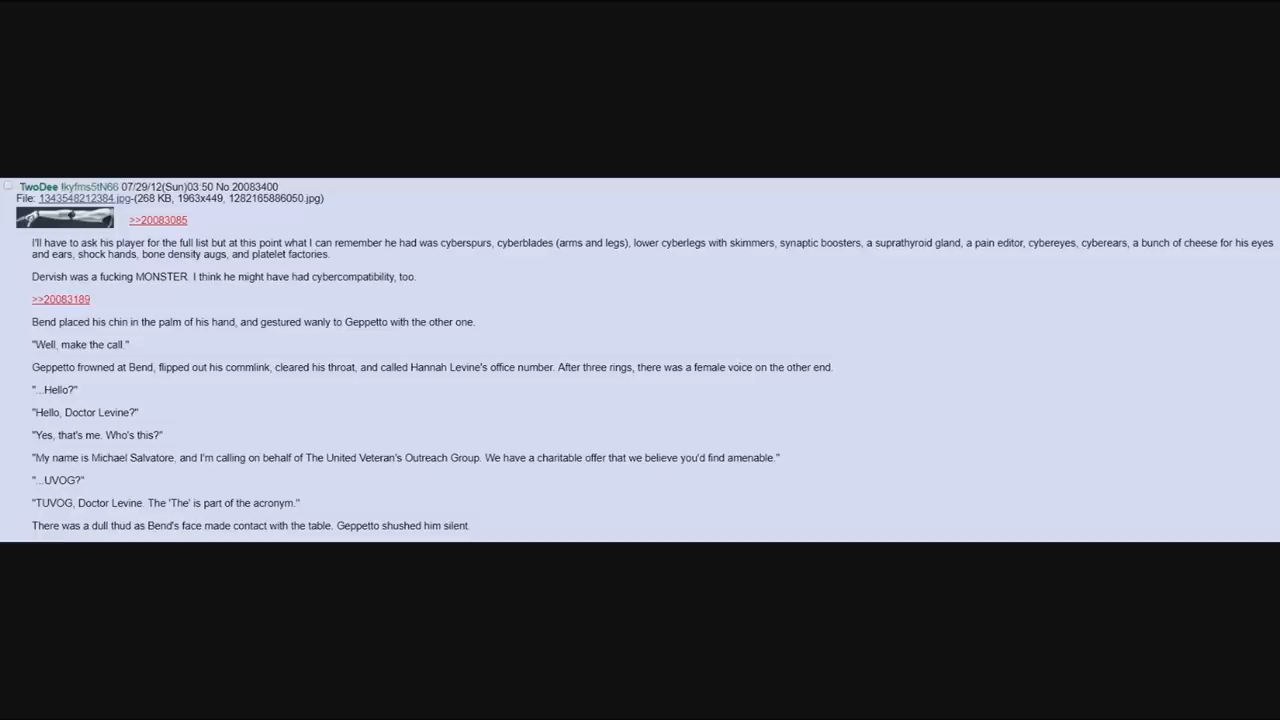 TwoDee !kyfms5tN66 07/29/12(Sun)03:50 No.20083400
File: 1343548212384.jpg-(268 KB, 1963x449, 1282165886050.jpg)
>>20083085
I'll have to ask his player for the full list but at this point what I can remember he had was cyberspurs, cyberblades (arms and legs), lower cyberlegs with skimmers, synaptic boosters, a suprathyroid gland, a pain editor, cybereyes, cyberears, a bunch of cheese for his eyes
and ears, shock hands, bone density augs, and platelet factories.
Dervish was a fucking MONSTER. I think he might have had cybercompatibility, too.
>>20083189
Bend placed his chin in the palm of his hand, and gestured wanly to Geppetto with the other one.
"Well, make the call."
Geppetto frowned at Bend, flipped out his commlink, cleared his throat, and called Hannah Levine's office number. After three rings, there was a female voice on the other end.
"...Hello?"
"Hello, Doctor Levine?"
"Yes, that's me. Who's this?"
"My name is Michael Salvatore, and I'm calling on behalf of The United Veteran's Outreach Group. We have a charitable offer that we believe you'd find amenable."
"...UVOG?"
"TUVOG, Doctor Levine. The 'The' is part of the acronym."
There was a dull thud as Bend's face made contact with the table. Geppetto shushed him silent.